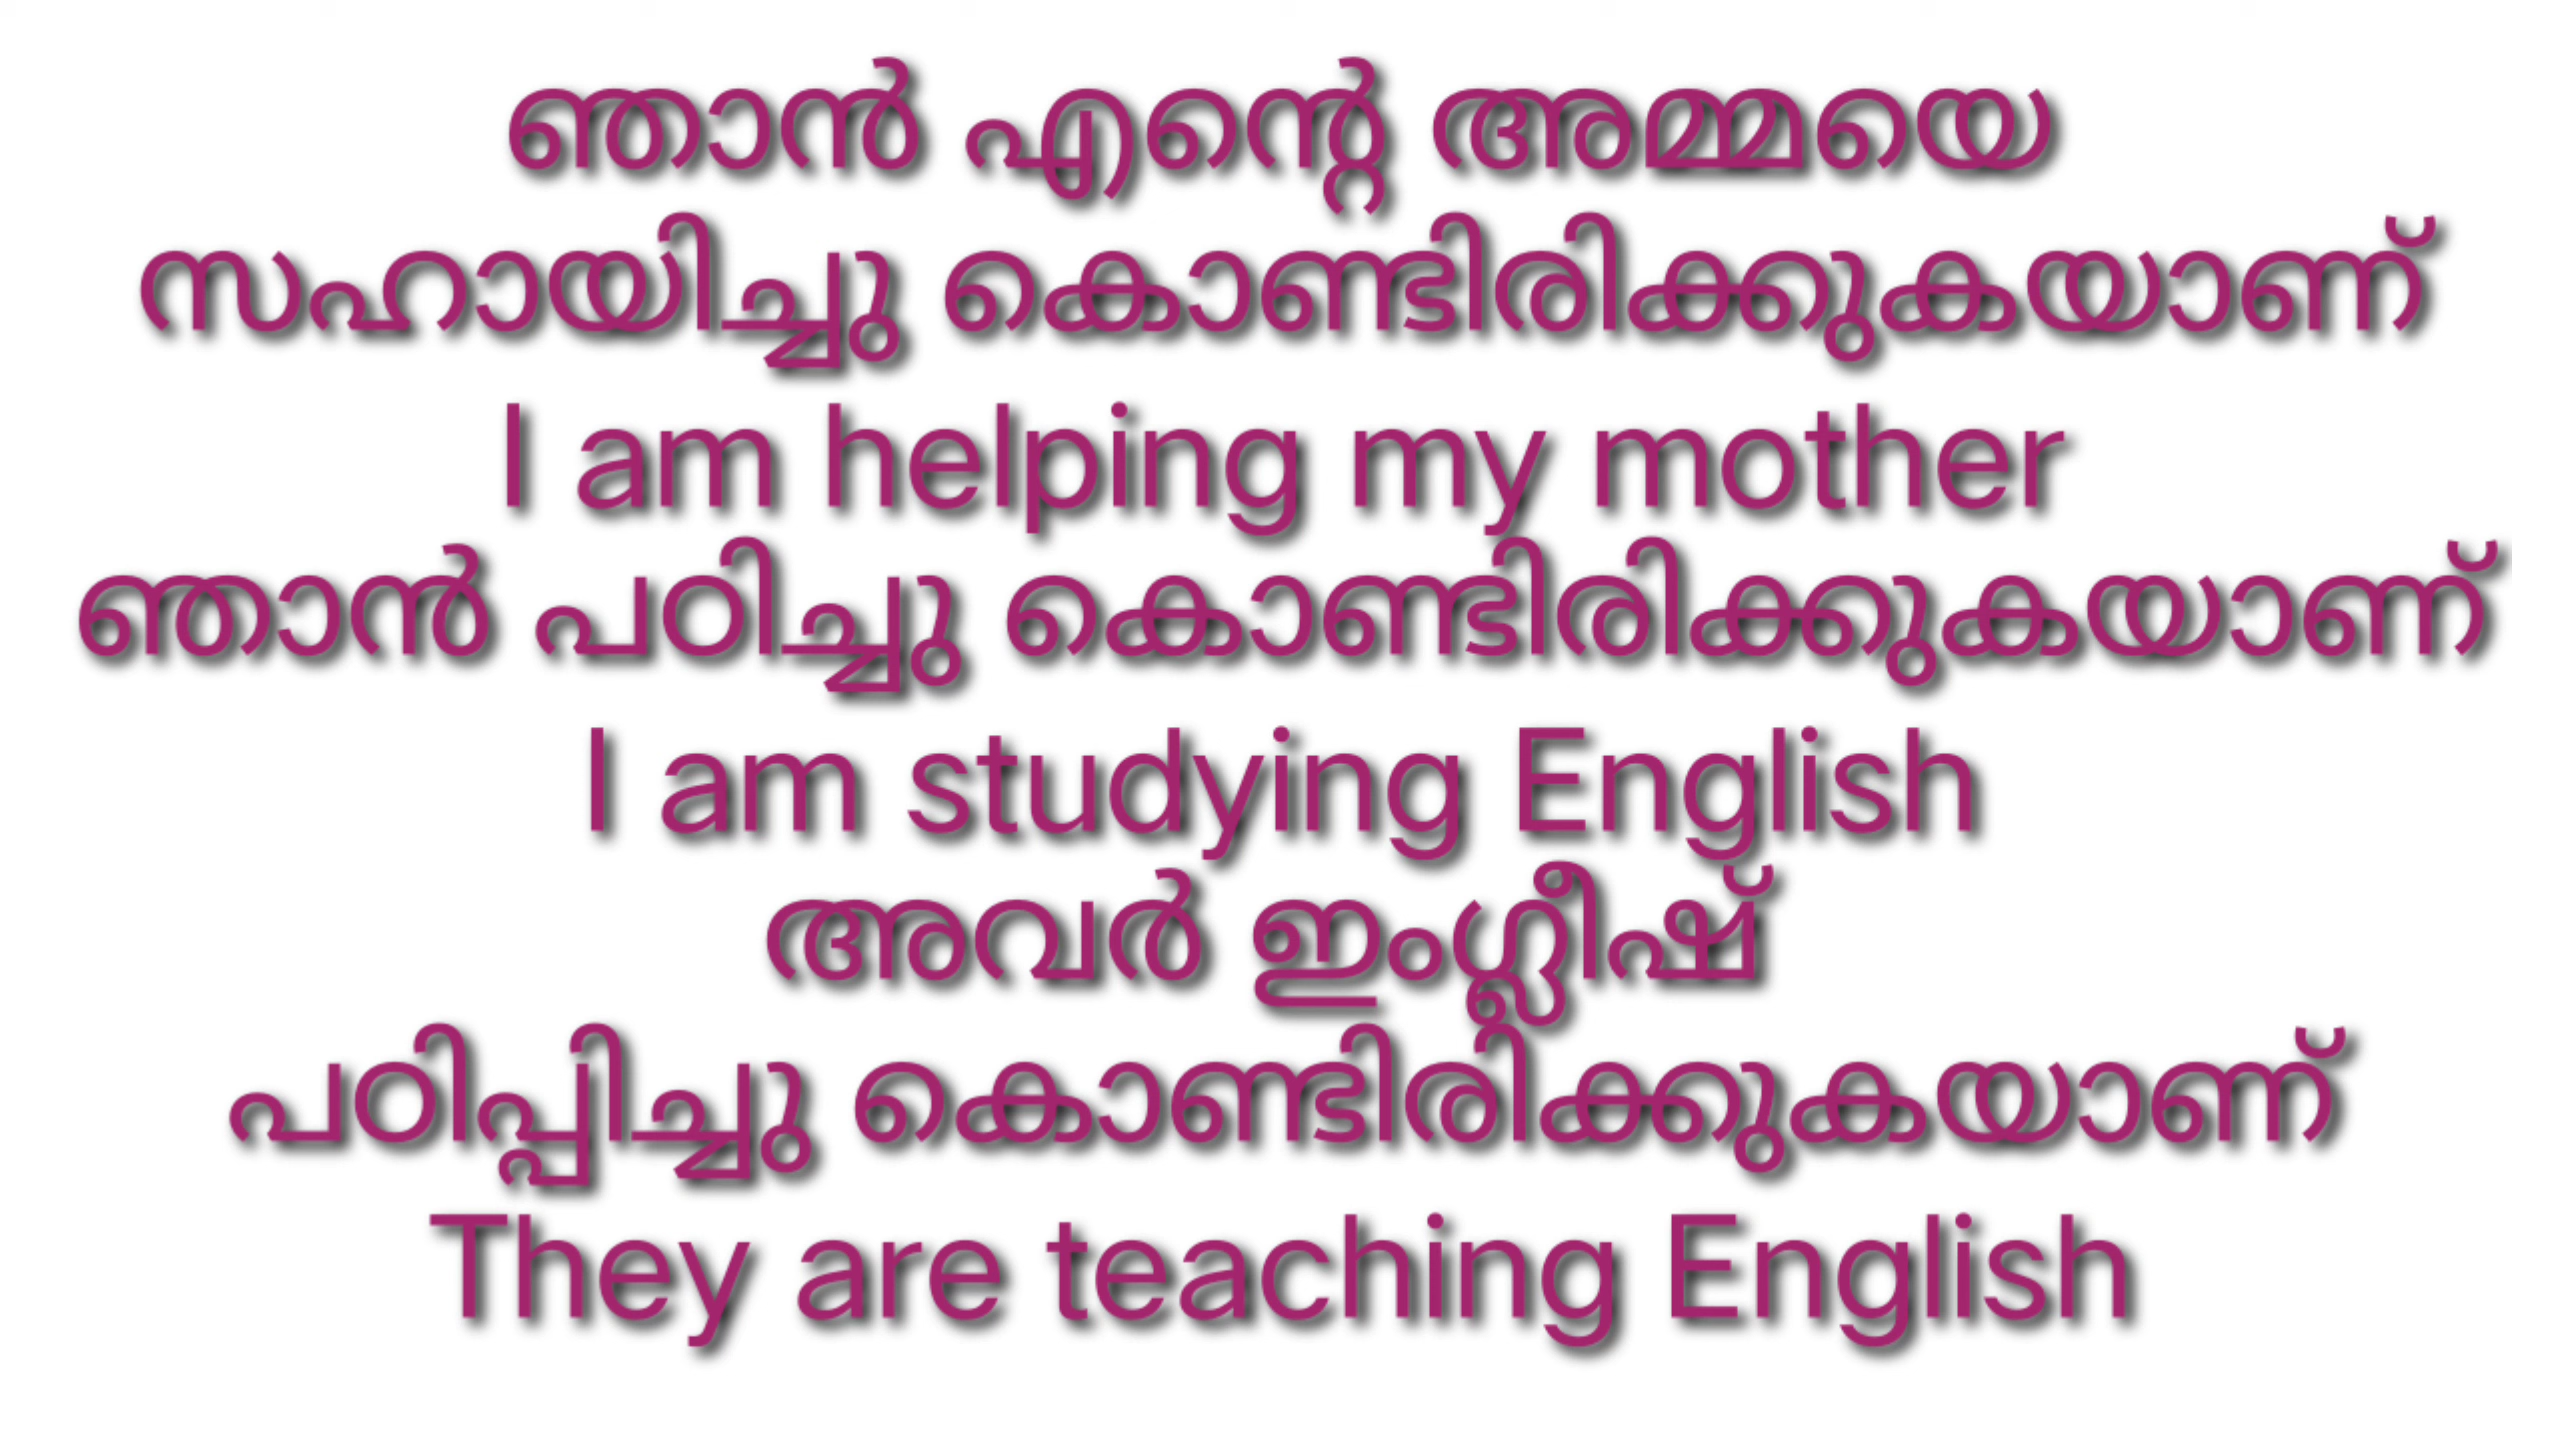 ഞാൻ എന്റെ അമ്മയെ
സഹായിച്ചു കൊണ്ടിരിക്കുകയാണ്
I am helping my mother
ഞാൻ പഠിച്ചു കൊണ്ടിരിക്കുകയാണ്
I am studying English
അവർ ഇംഗ്ലീഷ്
പഠിപ്പിച്ചു കൊണ്ടിരിക്കുകയാണ്
They are teaching English